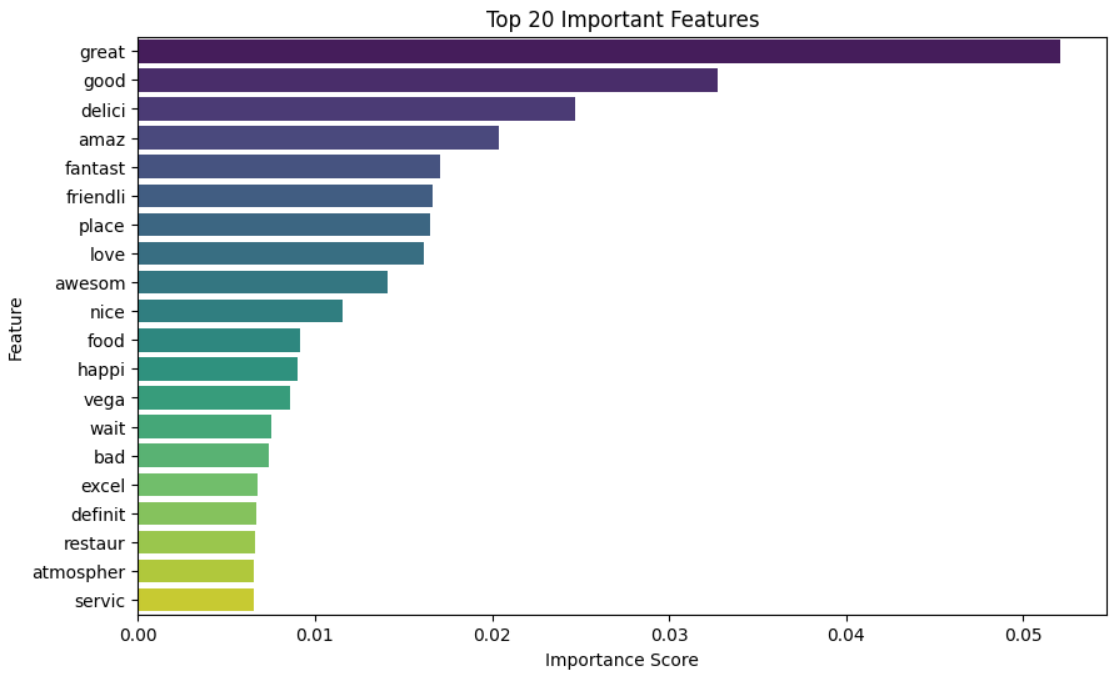 Top 20 Important Features
great
good
delici
amaz
fantast
friendli
place
love
awesom
nice
food
happi
vega
wait
bad
excel
definit
restaur
atmospher
servic
Feature
0.00 0.01 0.02 0.03 0.04 0.05
Importance Score